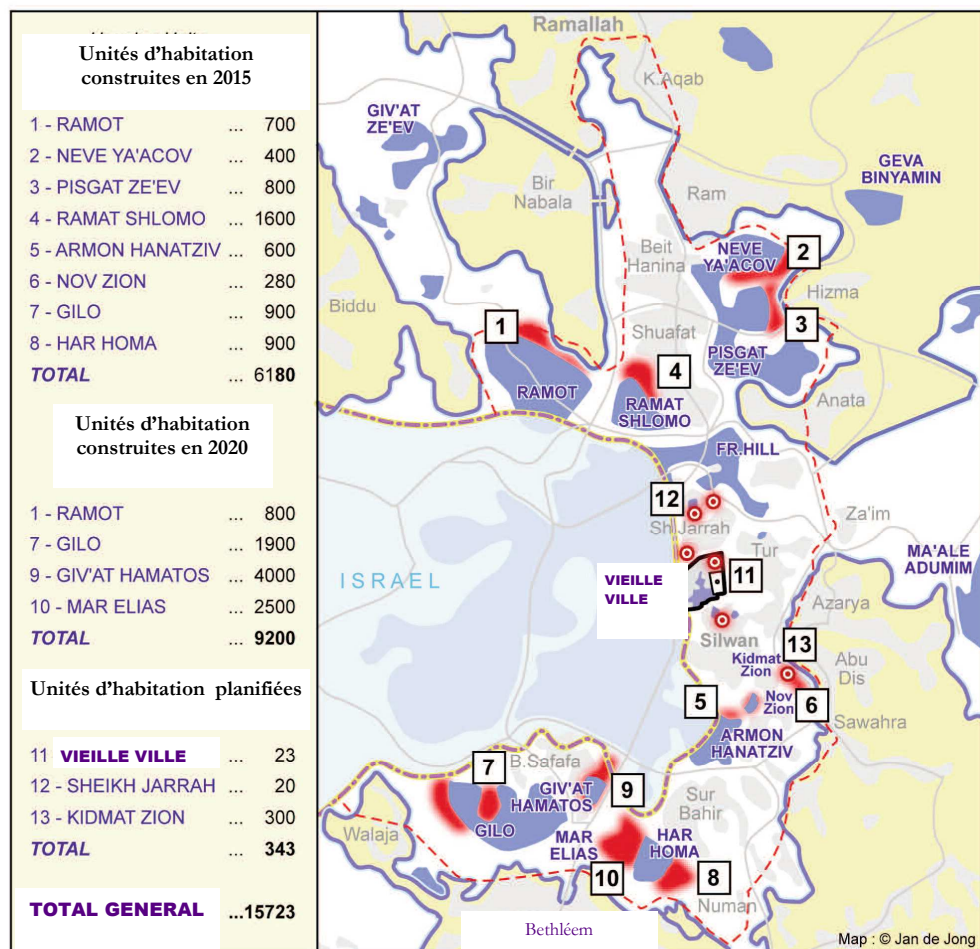 Unités d'habitation
construites en 2015
1 - RAMOT ... 700
2 - NEVE YA'ACOV ... 400
3 - PISGAT ZE'EV ... 800
4 - RAMAT SHLOMO ... 1600
5 - ARMON HANATZIV ... 600
6 - NOV ZION ... 280
7 - GILO ... 900
8 - HAR HOMA ... 900
TOTAL ... 6180
Unités d'habitation
construites en 2020
1 - RAMOT ... 800
7 - GILO ... 1900
9 - GIV'AT HAMATOS ... 4000
10 - MAR ELIAS ... 2500
TOTAL ... 9200
Unités d'habitation planifiées
11 VIEILLE VILLE ... 23
12 - SHEIKH JARRAH ... 20
13 - KIDMAT ZION ... 300
TOTAL ... 343
TOTAL GENERAL ...15723
Ramallah
K.Aqab
GIV'AT
ZE'EV
GEVA
BINYAMIN
Bir
Nabala
Ram
Beit
Hanina
NEVE
YA'ACOV
2
Hizma
Biddu
1
Shuafat
3
4
PISGAT
ZE'EV
RAMOT
RAMAT
SHLOMO
Anata
FR.HILL
12
Sh.Jarrah
Za'im
Tur
MA'ALE
ADUMIM
ISRAEL
VIEILLE
VILLE
11
Azarya
Silwan
13
Kidmat
Zion
Abu
Dis
5
Nov
Zion
6
Sawahra
ARMON
HANATZIV
7
B.Safafa
GIV'AT
HAMATOS
9
Sur
Bahir
Walaja
GILO
MAR
ELIAS
HAR
HOMA
10
8
Numan
Bethléem
Map : © Jan de Jong